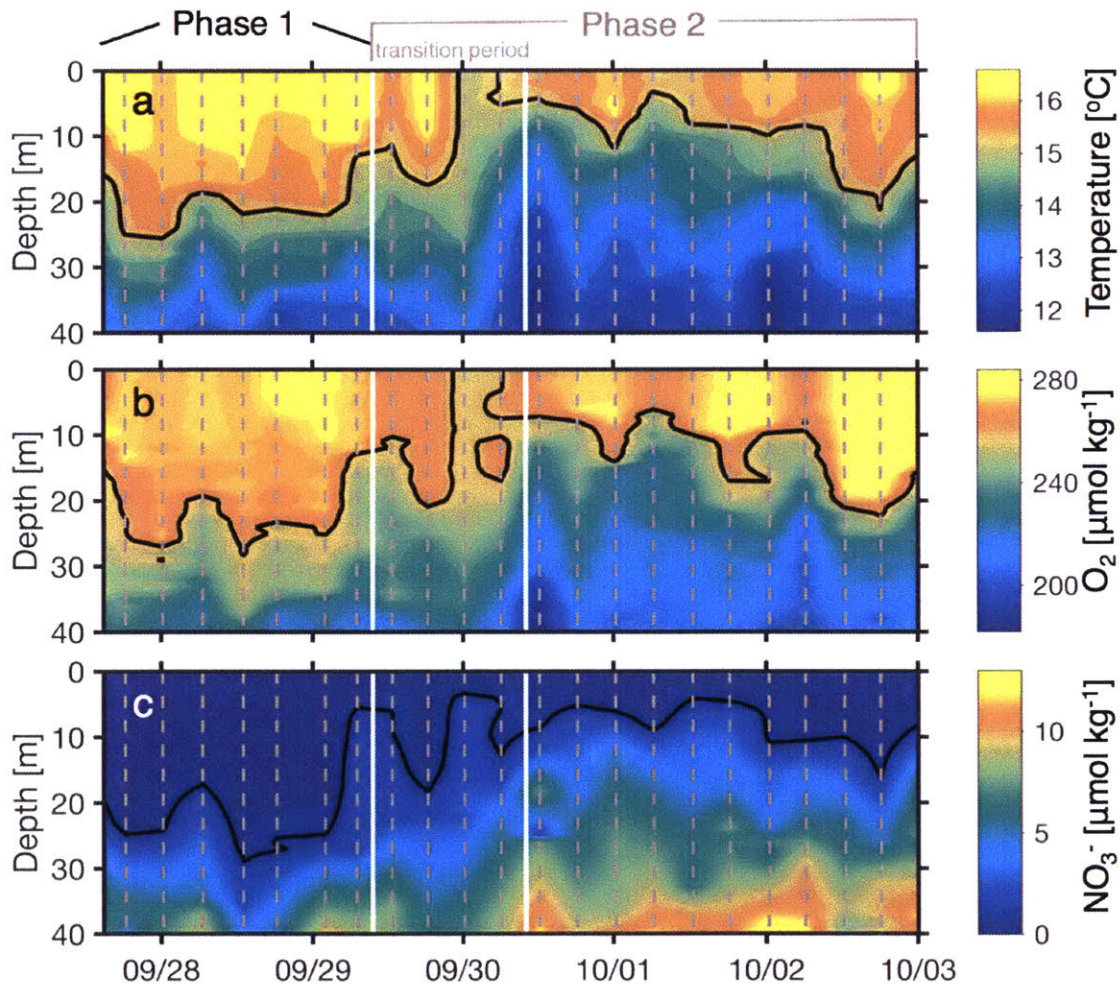 Phase 1
Phase 2
transition period
a
0
10
20
30
40
Depth [m]
16
15
14
13
12
Temperature [ºC]
b
0
10
20
30
40
Depth [m]
280
240
200
O₂ [µmol kg⁻¹]
c
0
10
20
30
40
Depth [m]
10
5
0
NO₃⁻ [µmol kg⁻¹]
09/28 09/29 09/30 10/01 10/02 10/03